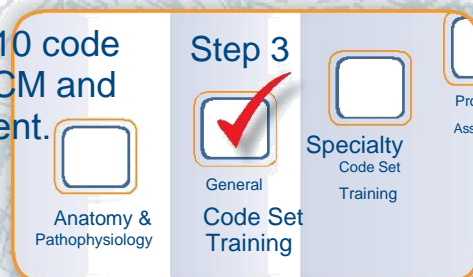 10 code
CM and
ent.
Step 3
Anatomy &
Pathophysiology
General
Code Set
Training
Specialty
Code Set
Training
Pro
Ass